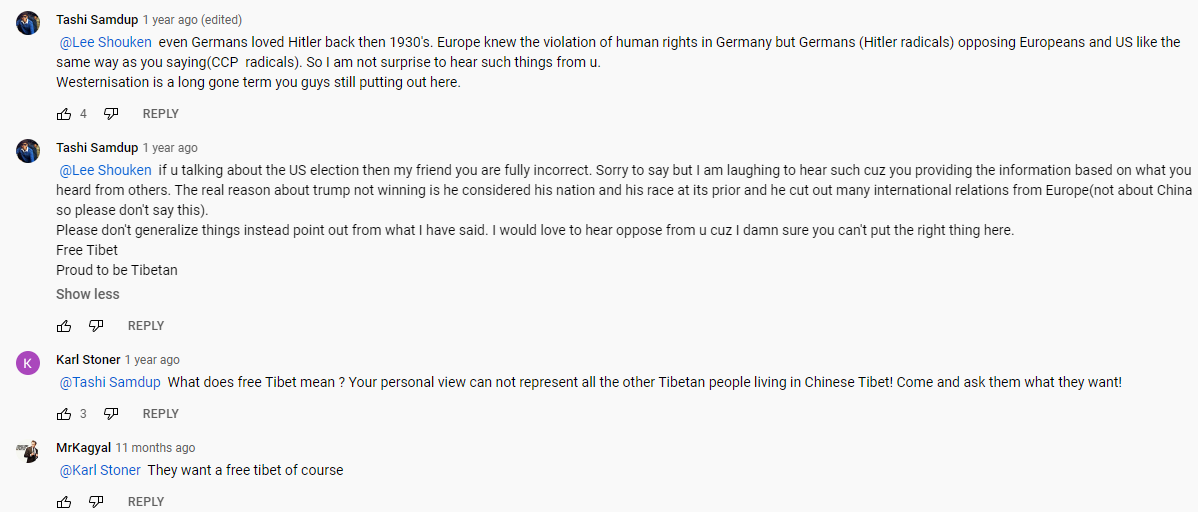 Tashi Samdup 1 year ago (edited)
@Lee Shouken even Germans loved Hitler back then 1930's. Europe knew the violation of human rights in Germany but Germans (Hitler radicals) opposing Europeans and US like the
same way as you saying(CCP radicals). So I am not surprise to hear such things from u.
Westernisation is a long gone term you guys still putting out here.
4 REPLY
Tashi Samdup 1 year ago
@Lee Shouken if u talking about the US election then my friend you are fully incorrect. Sorry to say but I am laughing to hear such cuz you providing the information based on what you
heard from others. The real reason about trump not winning is he considered his nation and his race at its prior and he cut out many international relations from Europe(not about China
so please don't say this).
Please don't generalize things instead point out from what I have said. I would love to hear oppose from u cuz I damn sure you can't put the right thing here.
Free Tibet
Proud to be Tibetan
Show less
REPLY
K
Karl Stoner 1 year ago
@Tashi Samdup What does free Tibet mean ? Your personal view can not represent all the other Tibetan people living in Chinese Tibet! Come and ask them what they want!
3 REPLY
MrKagyal 11 months ago
@Karl Stoner They want a free tibet of course
REPLY